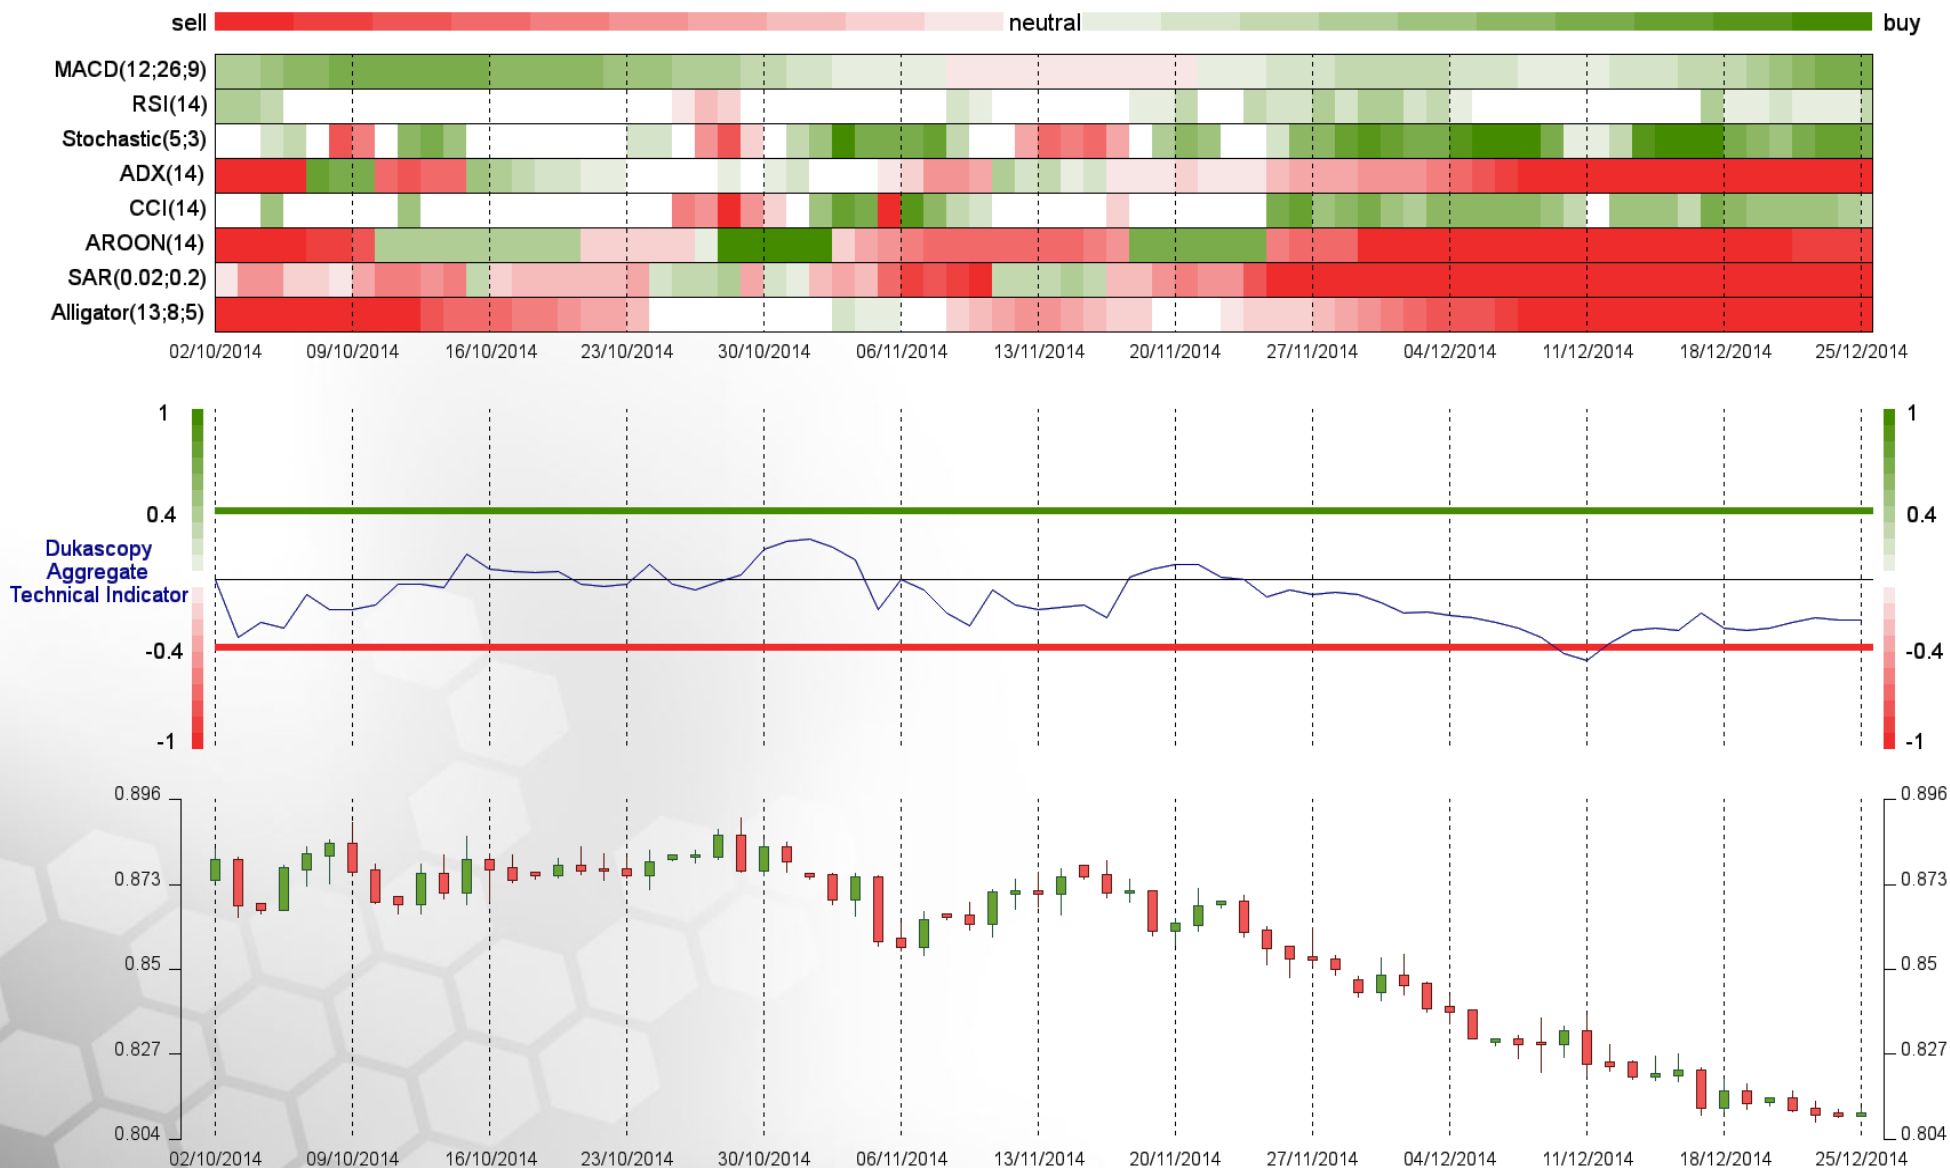 sell neutral buy
MACD(12;26;9)
RSI(14)
Stochastic(5;3)
ADX(14)
CCI(14)
AROON(14)
SAR(0.02;0.2)
Alligator(13;8;5)
02/10/2014 09/10/2014 16/10/2014 23/10/2014 30/10/2014 06/11/2014 13/11/2014 20/11/2014 27/11/2014 04/12/2014 11/12/2014 18/12/2014 25/12/2014
1 1
0.4 0.4
Dukascopy
Aggregate
Technical Indicator
-0.4 -0.4
-1 -1
0.896 0.896
0.873 0.873
0.85 0.85
0.827 0.827
0.804 0.804
02/10/2014 09/10/2014 16/10/2014 23/10/2014 30/10/2014 06/11/2014 13/11/2014 20/11/2014 27/11/2014 04/12/2014 11/12/2014 18/12/2014 25/12/2014